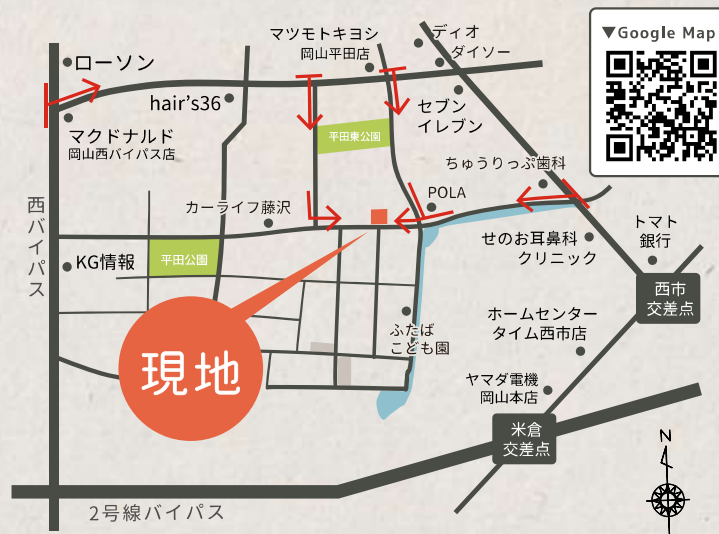 ▼Google Map
マツモトキヨシ
岡山平田店
ディオ
ダイソー
ローソン
hair's36
セブン
イレブン
マクドナルド
岡山西バイパス店
平田東公園
ちゅうりっぷ歯科
西バイパス
カーライフ藤沢
POLA
せのお耳鼻科
クリニック
トマト
銀行
KG情報
平田公園
西市
交差点
ホームセンター
タイム西市店
ふたば
こども園
現地
ヤマダ電機
岡山本店
米倉
交差点
N
2号線バイパス